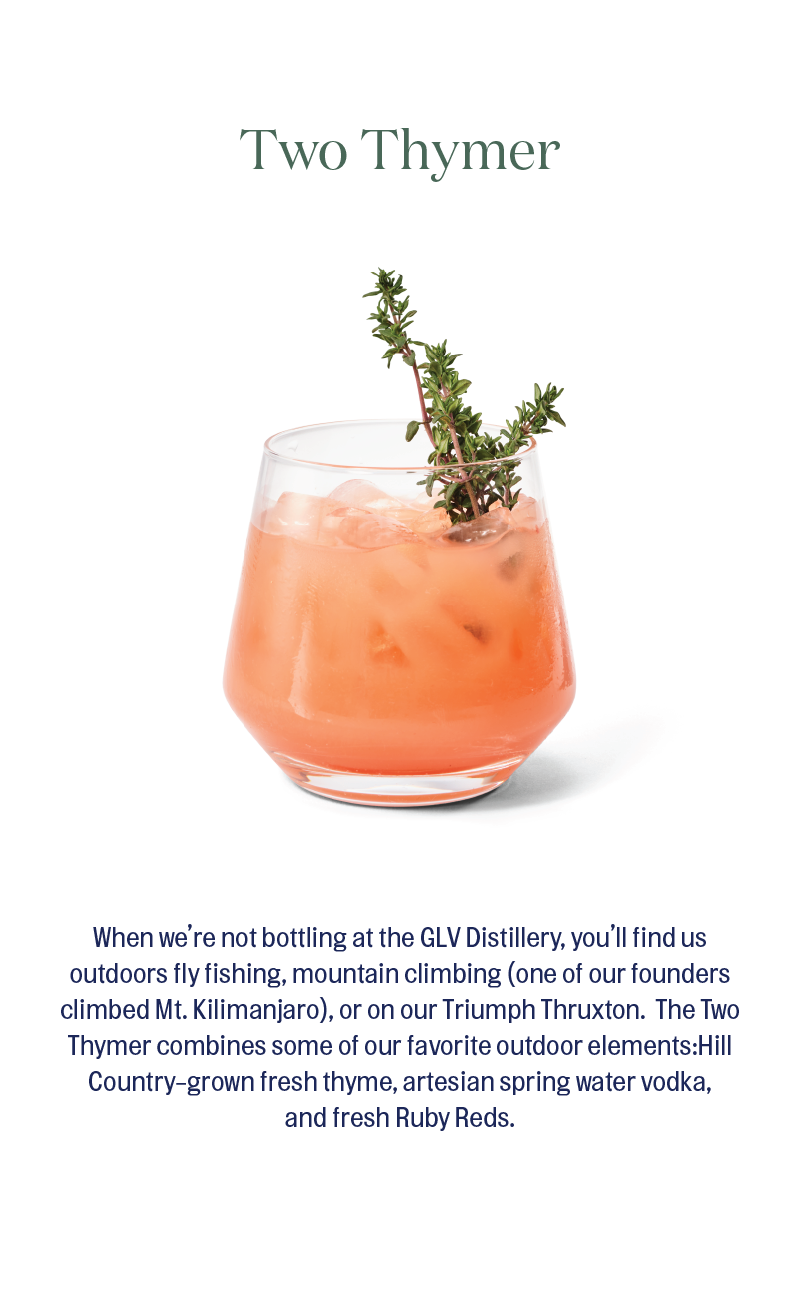 Two Thymer
When we’re not bottling at the GLV Distillery, you’ll find us
outdoors fly fishing, mountain climbing (one of our founders
climbed Mt. Kilimanjaro), or on our Triumph Thruxton.  The Two
Thymer combines some of our favorite outdoor elements:Hill
Country–grown fresh thyme, artesian spring water vodka,
and fresh Ruby Reds.